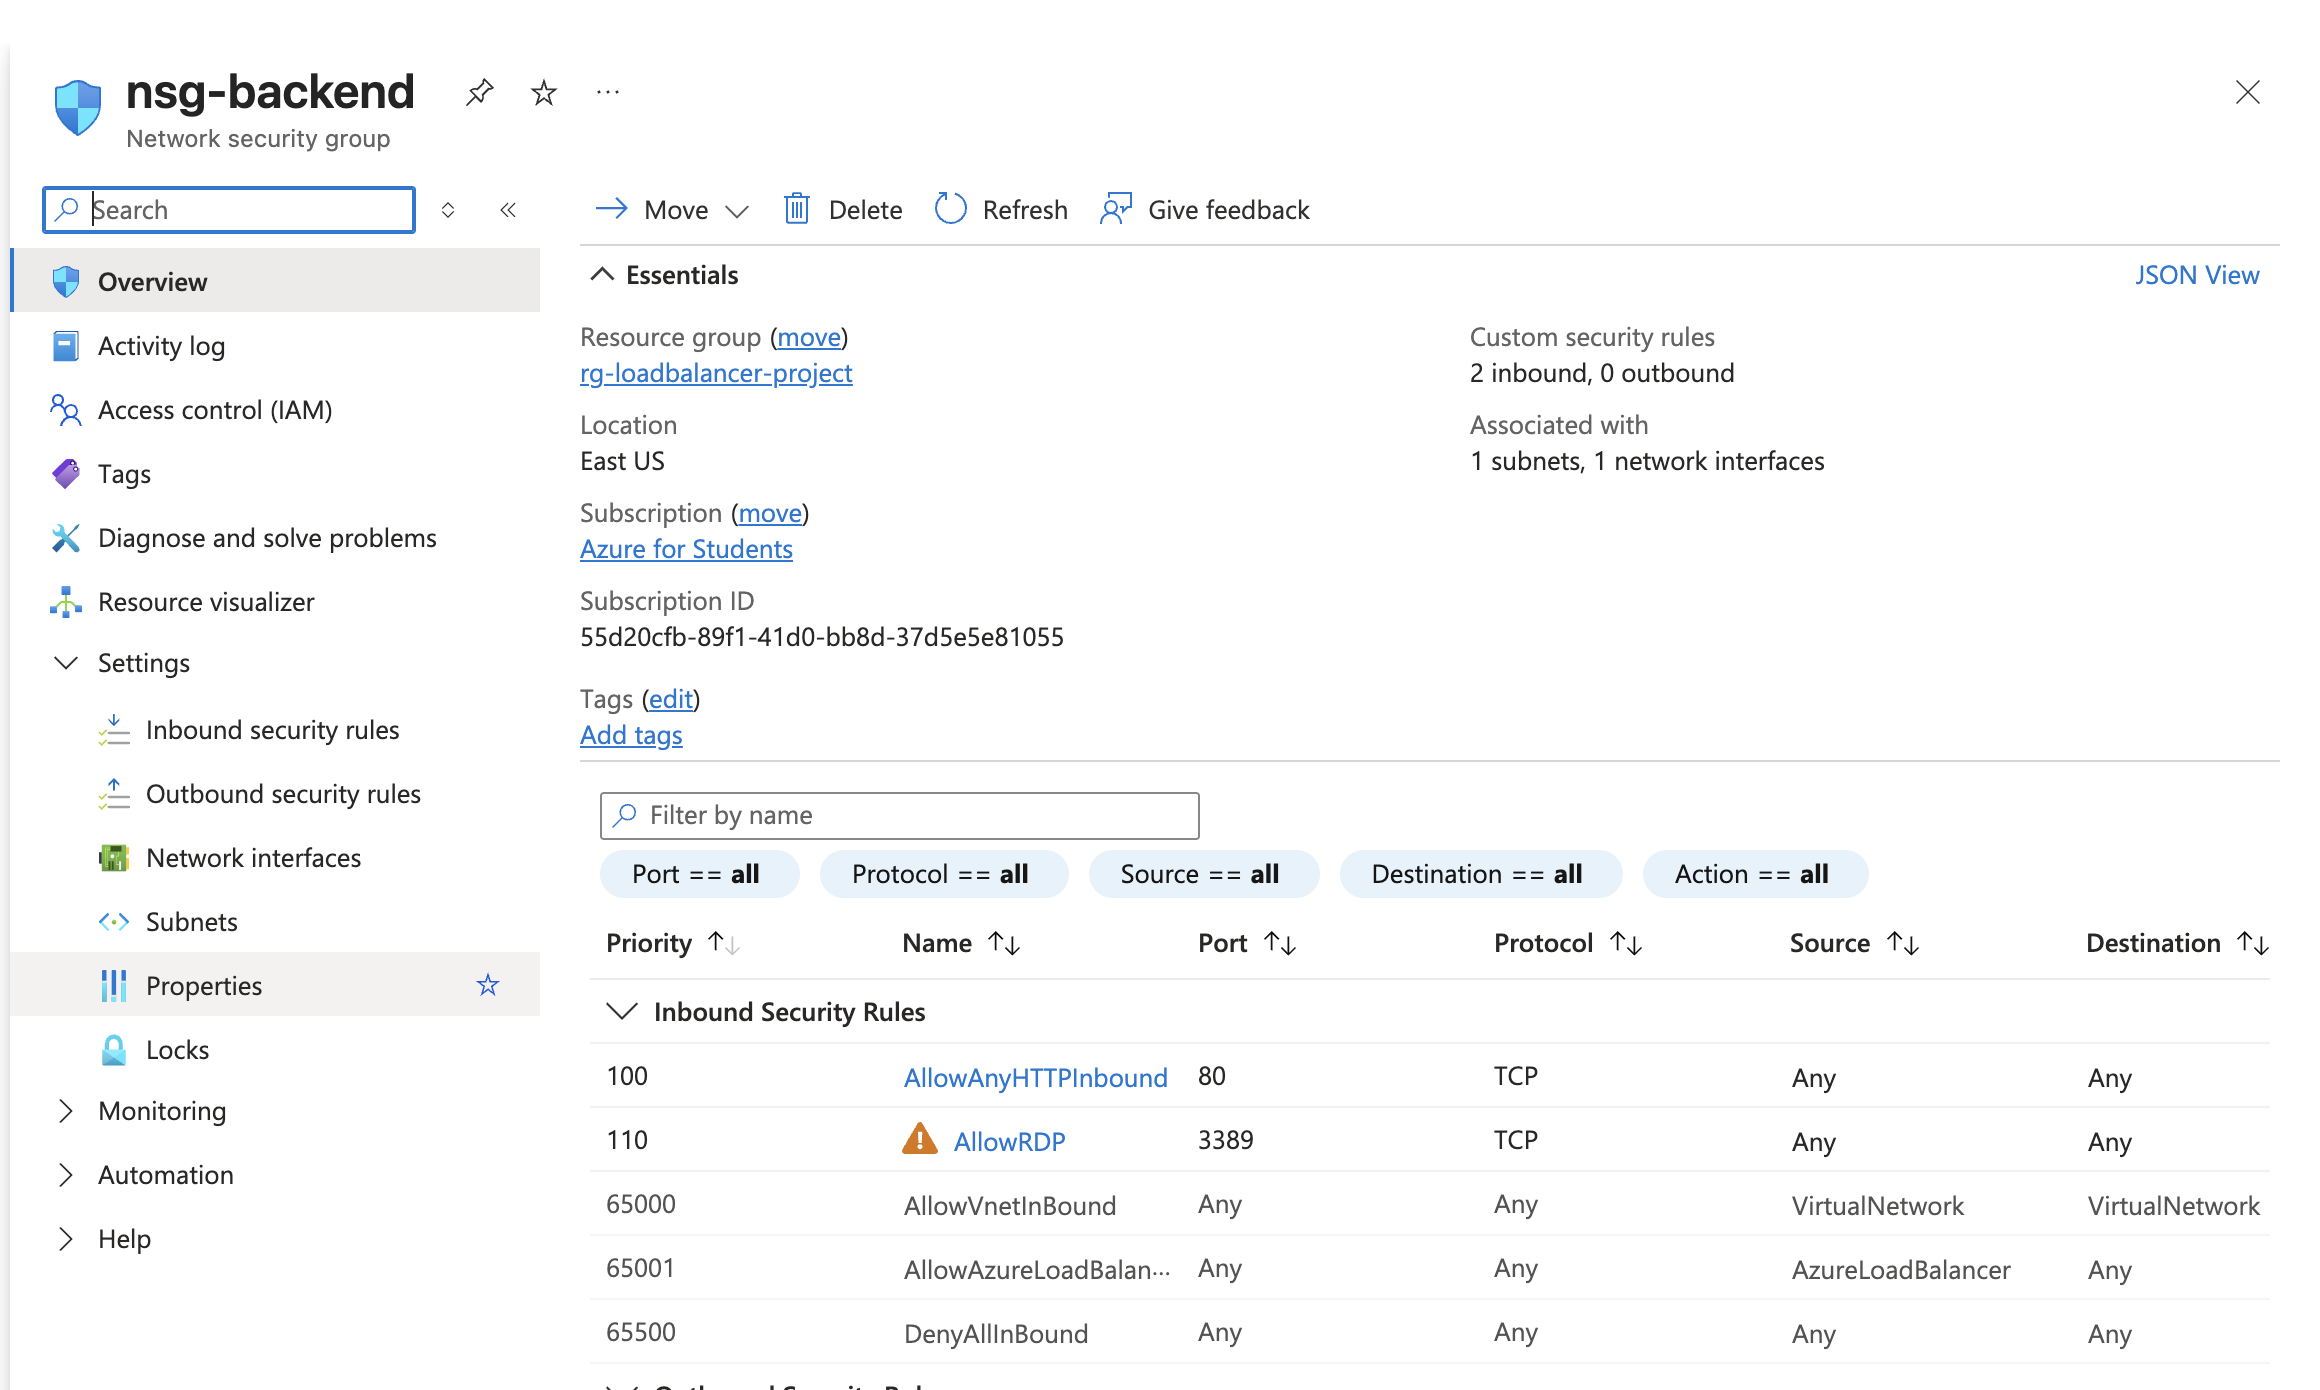 nsg-backend
Network security group
Search
Move Delete Refresh Give feedback
Overview
Activity log
Access control (IAM)
Tags
Diagnose and solve problems
Resource visualizer
Settings
Inbound security rules
Outbound security rules
Network interfaces
Subnets
Properties
Locks
Monitoring
Automation
Help
Essentials
JSON View
Resource group (move)
rg-loadbalancer-project
Location
East US
Subscription (move)
Azure for Students
Subscription ID
55d20cfb-89f1-41d0-bb8d-37d5e5e81055
Custom security rules
2 inbound, 0 outbound
Associated with
1 subnets, 1 network interfaces
Tags (edit)
Add tags
Filter by name
Port == all Protocol == all Source == all Destination == all Action == all
Priority Name Port Protocol Source Destination
Inbound Security Rules
100 AllowAnyHTTPInbound 80 TCP Any Any
110 AllowRDP 3389 TCP Any Any
65000 AllowVnetInBound Any Any VirtualNetwork VirtualNetwork
65001 AllowAzureLoadBalan... Any Any AzureLoadBalancer Any
65500 DenyAllInBound Any Any Any Any